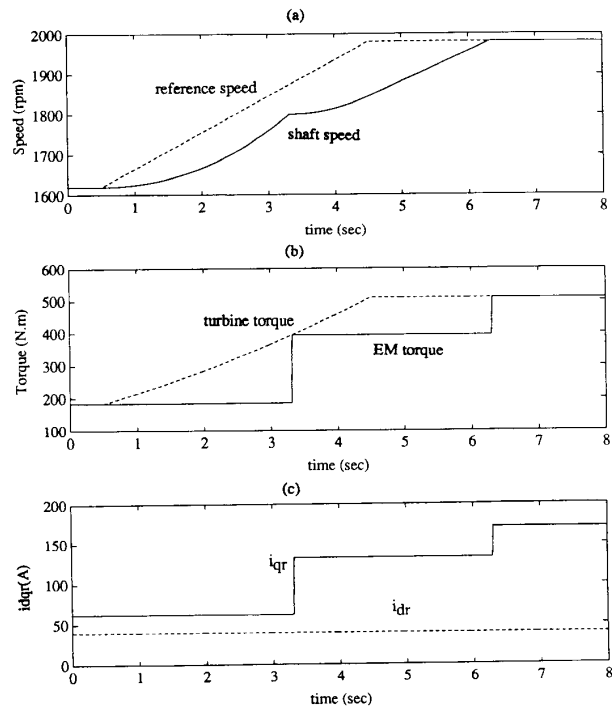 (a)
2000
1900
1800
1700
1600
Speed (rpm)
reference speed
shaft speed
0 1 2 3 4 5 6 7 8
time (sec)
(b)
600
500
400
300
200
100
Torque (N.m)
turbine torque
EM torque
0 1 2 3 4 5 6 7 8
time (sec)
(c)
200
150
100
50
0
idqr(A)
iqr
idr
0 1 2 3 4 5 6 7 8
time (sec)